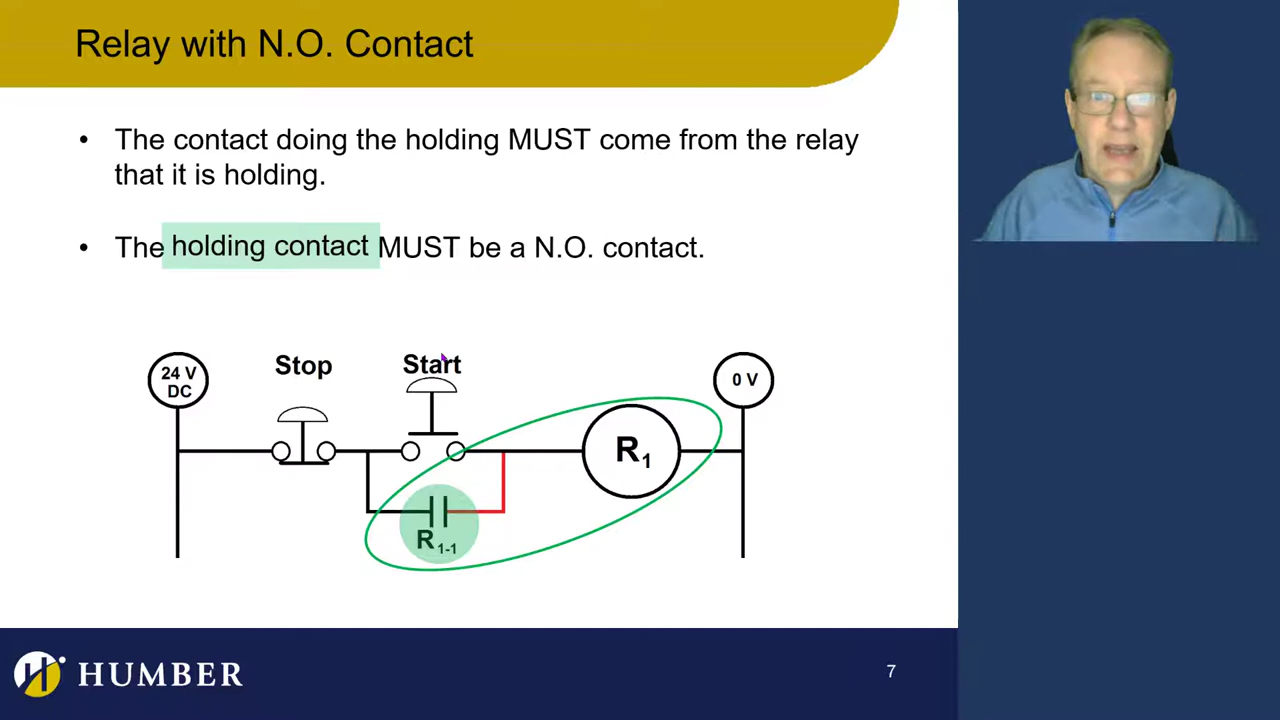 Relay with N.O. Contact
• The contact doing the holding MUST come from the relay
that it is holding.
• The holding contact MUST be a N.O. contact.
24 V
DC
Stop
Start
0 V
R1
R1-1
HUMBER
7